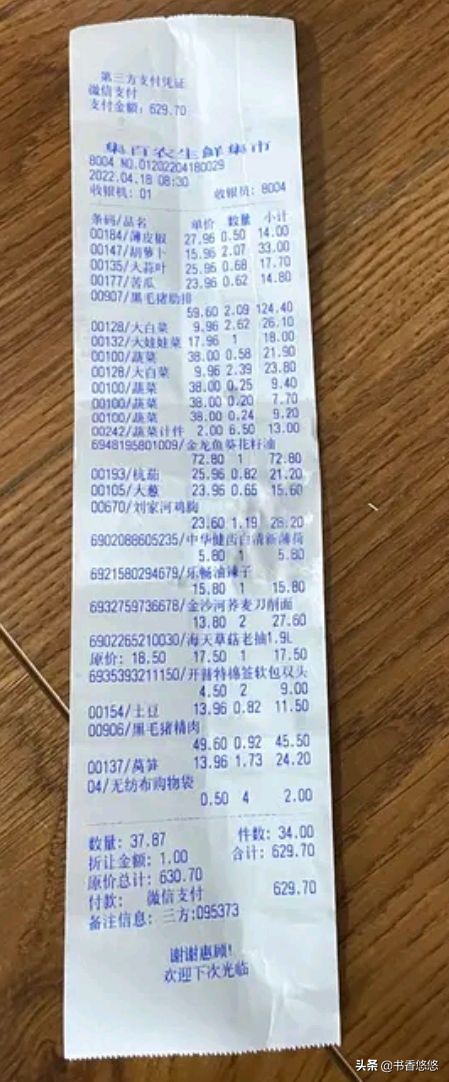 第三方支付凭证
微信支付
支付金额: 629.70
集百农生鲜集市
8004 NO.01202204180029
2022.04.18 08:30
收银机: 01 收银员: 8004
条码/品名 单价 数量 小计
00184/薄皮椒 27.96 0.50 14.00
00147/胡萝卜 15.96 2.07 33.00
00135/大蒜叶 25.96 0.68 17.70
00177/苦瓜 23.96 0.62 14.80
00907/黑毛猪肋排
59.60 2.09 124.40
00128/大白菜 9.96 2.62 26.10
00132/大娃娃菜 17.96 1 18.00
00100/蔬菜 38.00 0.58 21.90
00128/大白菜 9.96 2.39 23.80
00100/蔬菜 38.00 0.25 9.40
00100/蔬菜 38.00 0.20 7.70
00100/蔬菜 38.00 0.24 9.20
00242/蔬菜计件 2.00 6.50 13.00
6948195801009/金龙鱼葵花籽油
72.80 1 72.80
00193/杭茄 25.96 0.82 21.20
00105/大葱 23.96 0.65 15.60
00670/刘家河鸡胸
23.60 1.19 28.20
6902088605235/中华健齿白清新薄荷
5.80 1 5.80
6921580294679/乐畅油辣子
15.80 1 15.80
6932759736678/金沙河荞麦刀削面
13.80 2 27.60
6902265210030/海天草菇老抽1.9L
原价: 18.50 17.50 1 17.50
6935393211150/开普特棉签软包双头
4.50 2 9.00
00154/土豆 13.96 0.82 11.50
00906/黑毛猪精肉
49.60 0.92 45.50
00137/莴笋 13.96 1.73 24.20
04/无纺布购物袋
0.50 4 2.00
数量: 37.87 件数: 34.00
折让金额: 1.00 合计: 629.70
原价总计: 630.70
付款: 微信支付 629.70
备注信息: 三方:095373
谢谢惠顾!
欢迎下次光临
头条 @书香悠悠